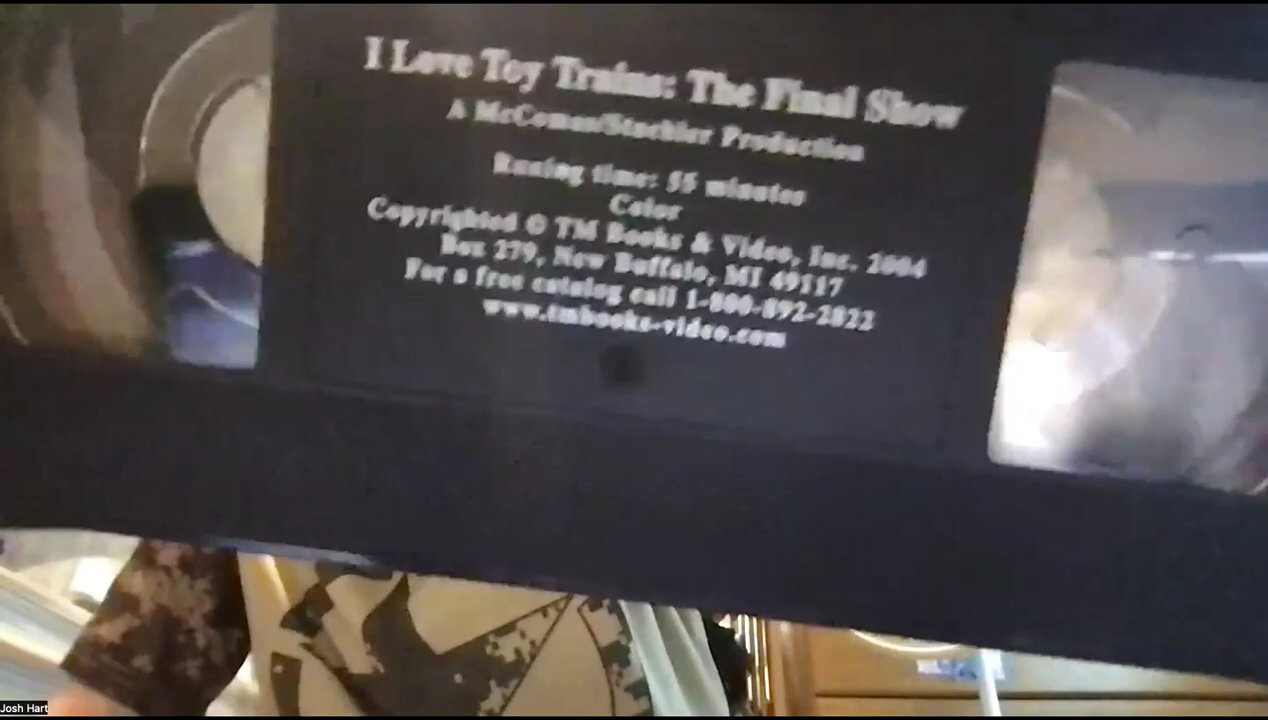 I Love Toy Trains: The Final Show
A McComas/Stachler Production
Runing time: 55 minutes
Color
Copyrighted © TM Books & Video, Inc. 2004
Box 279, New Buffalo, MI 49117
For a free catalog call 1-800-892-2822
www.tmbooks-video.com
Josh Hart